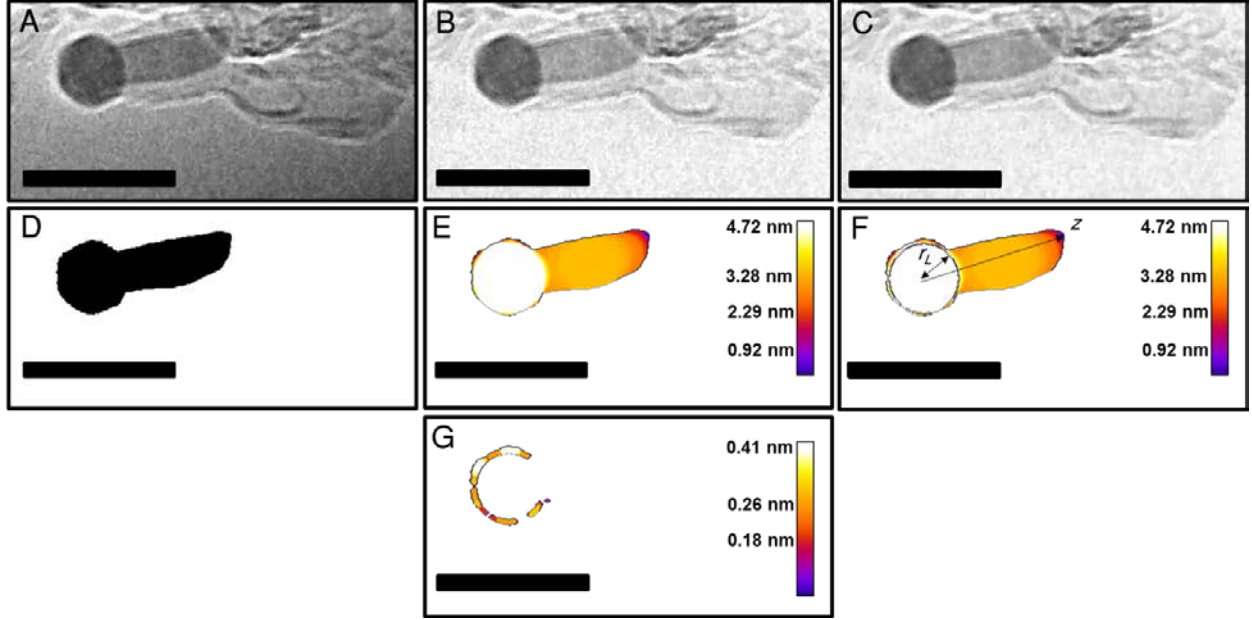 A
B
C
D
E
4.72 nm
3.28 nm
2.29 nm
0.92 nm
F
r_L
z
4.72 nm
3.28 nm
2.29 nm
0.92 nm
G
0.41 nm
0.26 nm
0.18 nm